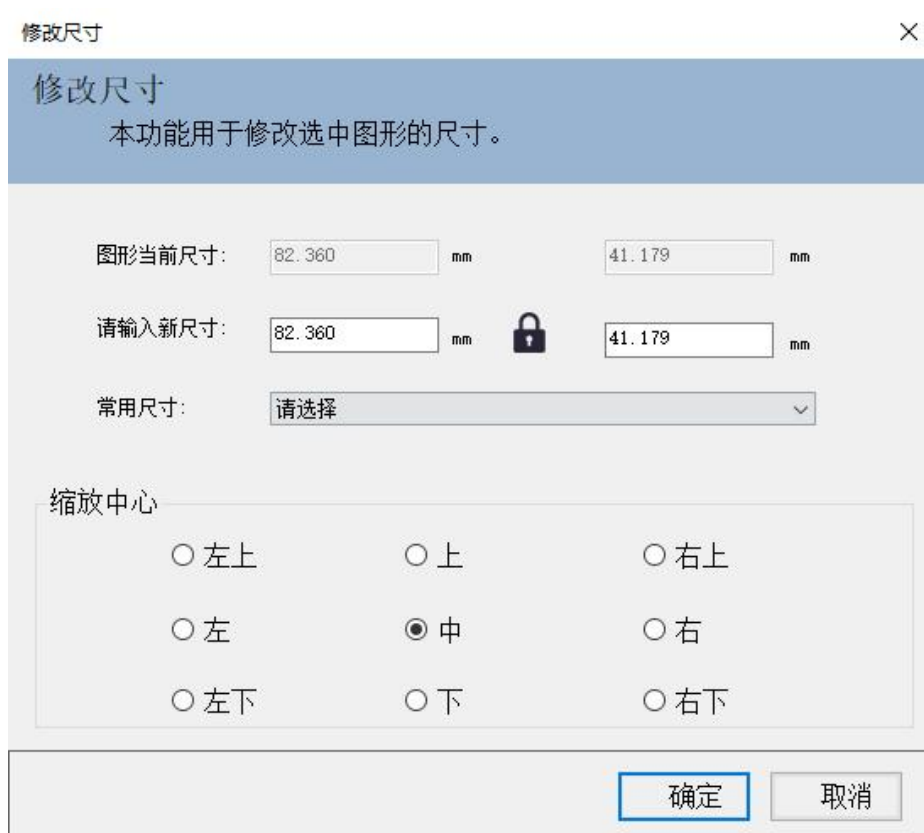 修改尺寸
修改尺寸
本功能用于修改选中图形的尺寸。
图形当前尺寸: 82.360 mm 41.179 mm
请输入新尺寸: 82.360 mm 41.179 mm
常用尺寸: 请选择
缩放中心
左上 上 右上
左 中 右
左下 下 右下
确定 取消